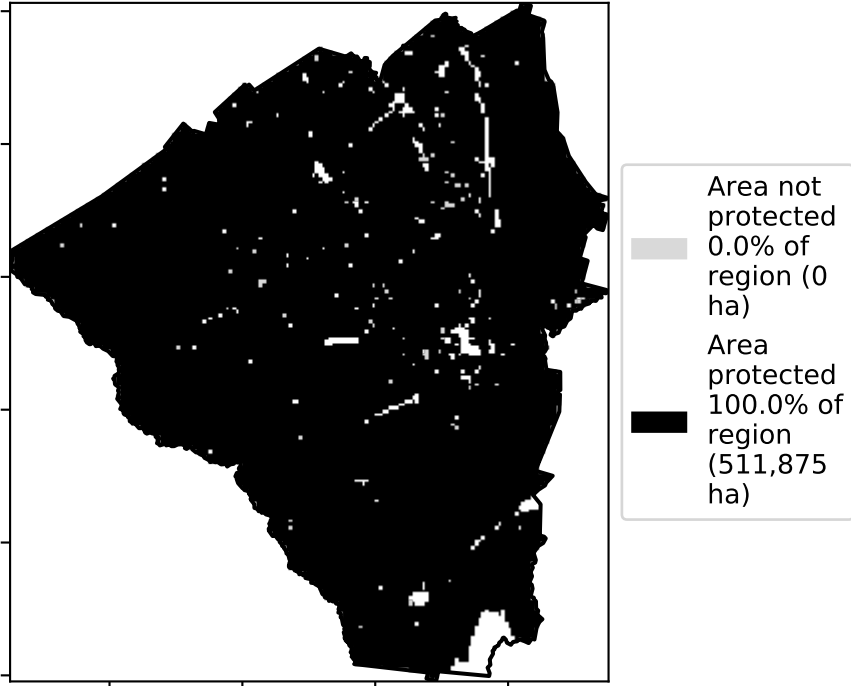 Area not
protected
0.0% of
region (0
ha)
Area
protected
100.0% of
region
(511,875
ha)